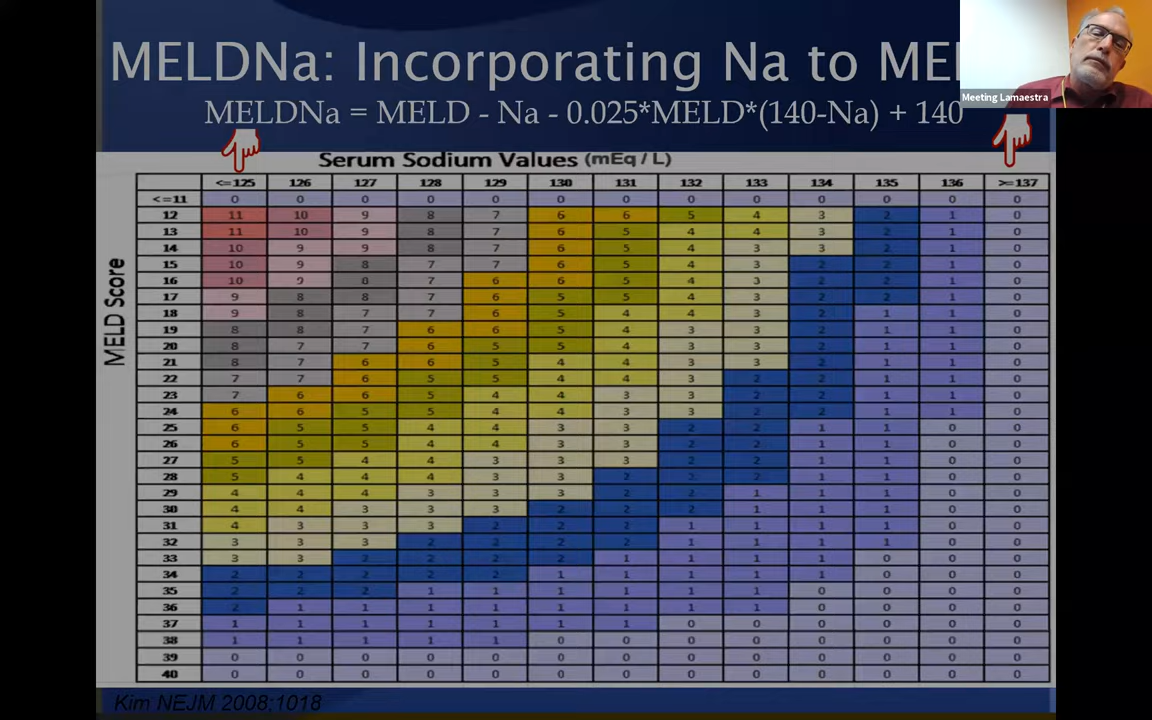 MELDNa: Incorporating Na to
Meeting Lamaestra
MELDNa = MELD - Na - 0.025*MELD*(140-Na) + 140
Serum Sodium Values (mEq / L)
MELD Score
<=125 126 127 128 129 130 131 132 133 134 135 136 >=137
<=11 0 0 0 0 0 0 0 0 0 0 0 0 0
12 11 10 9 8 7 6 6 5 4 3 2 1 0
13 11 10 9 8 7 6 5 4 4 3 2 1 0
14 10 9 9 8 7 6 5 4 3 3 2 1 0
15 10 9 8 7 7 6 5 4 3 2 2 1 0
16 10 9 8 7 6 6 5 4 3 2 2 1 0
17 9 8 8 7 6 5 5 4 3 2 2 1 0
18 9 8 7 7 6 5 4 4 3 2 1 1 0
19 8 8 7 6 6 5 4 3 3 2 1 1 0
20 8 7 7 6 5 5 4 3 3 2 1 1 0
21 8 7 6 6 5 4 4 3 3 2 1 1 0
22 7 7 6 5 5 4 4 3 2 2 1 1 0
23 7 6 6 5 4 4 3 3 2 2 1 1 0
24 6 6 5 5 4 4 3 3 2 2 1 1 0
25 6 5 5 4 4 3 3 2 2 1 1 0 0
26 6 5 5 4 4 3 3 2 2 1 1 0 0
27 5 5 4 4 3 3 3 2 2 1 1 0 0
28 5 4 4 4 3 3 2 2 2 1 1 0 0
29 4 4 4 3 3 3 2 2 1 1 1 0 0
30 4 4 3 3 3 2 2 2 1 1 1 0 0
31 4 3 3 3 2 2 2 1 1 1 1 0 0
32 3 3 3 2 2 2 2 1 1 1 1 0 0
33 3 3 2 2 2 2 1 1 1 1 0 0 0
34 2 2 2 2 2 1 1 1 1 1 0 0 0
35 2 2 2 1 1 1 1 1 1 0 0 0 0
36 2 1 1 1 1 1 1 1 1 0 0 0 0
37 1 1 1 1 1 1 1 0 0 0 0 0 0
38 1 1 1 1 1 0 0 0 0 0 0 0 0
39 0 0 0 0 0 0 0 0 0 0 0 0 0
40 0 0 0 0 0 0 0 0 0 0 0 0 0
Kim NEJM 2008;1018